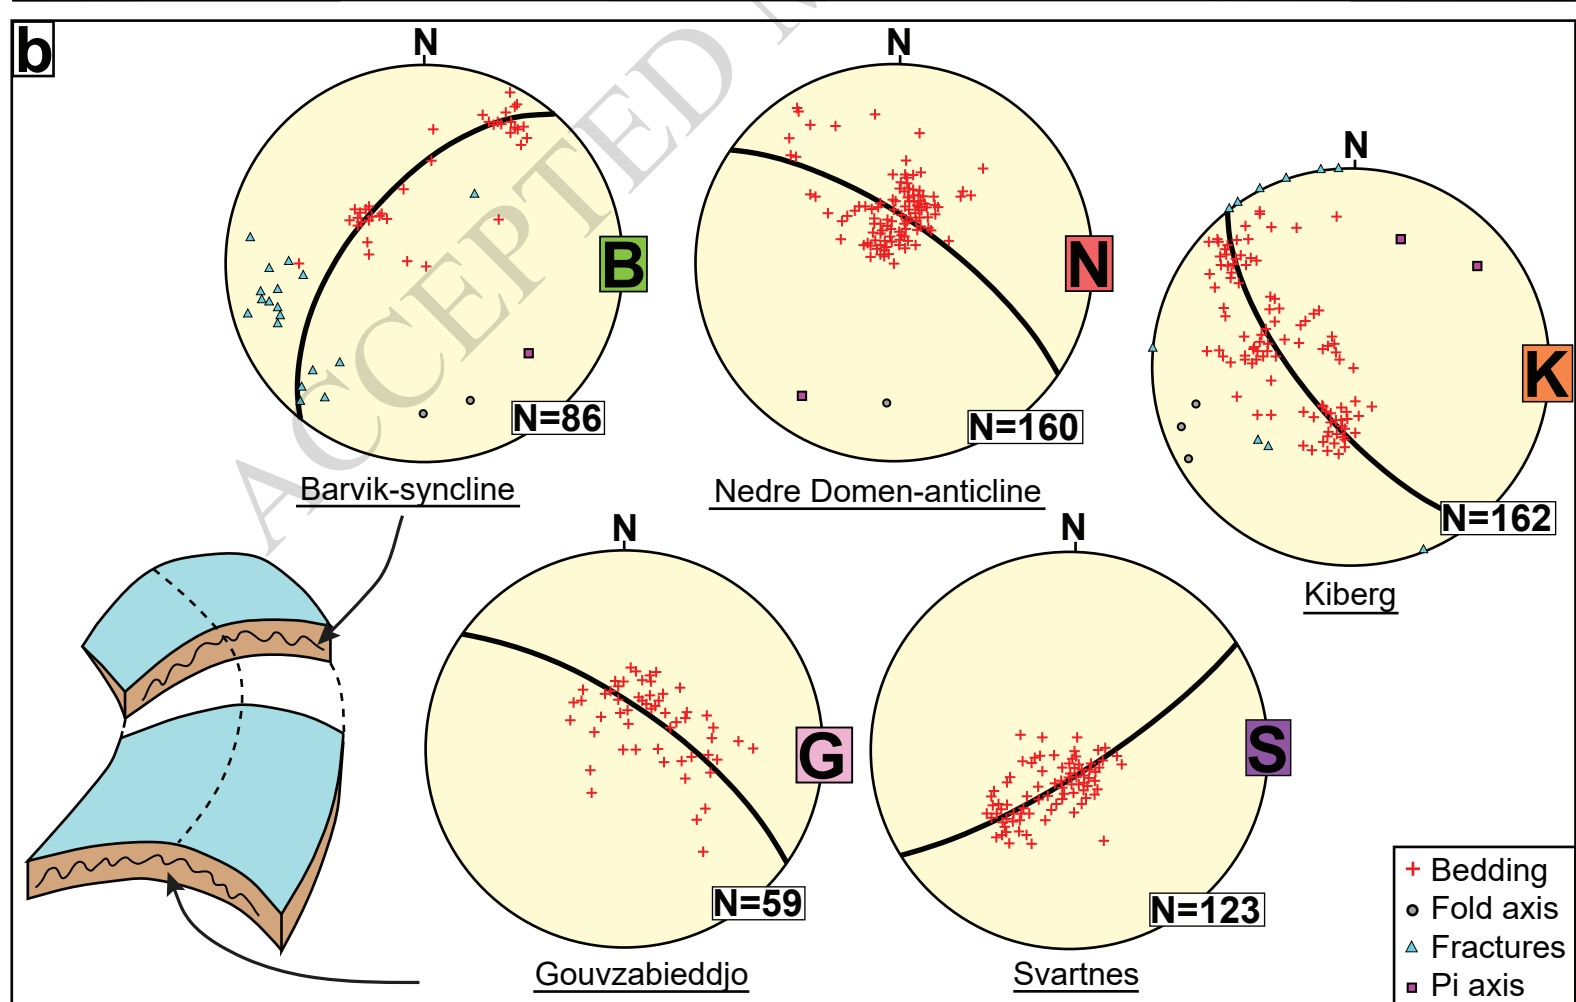 b
N
N
N
B
N
K
N=86
N=160
N=162
Barvik-syncline
Nedre Domen-anticline
Kiberg
N
N
G
S
N=59
N=123
Gouvzabieddjo
Svartnes
Bedding
Fold axis
Fractures
Pi axis
ACCEPTED